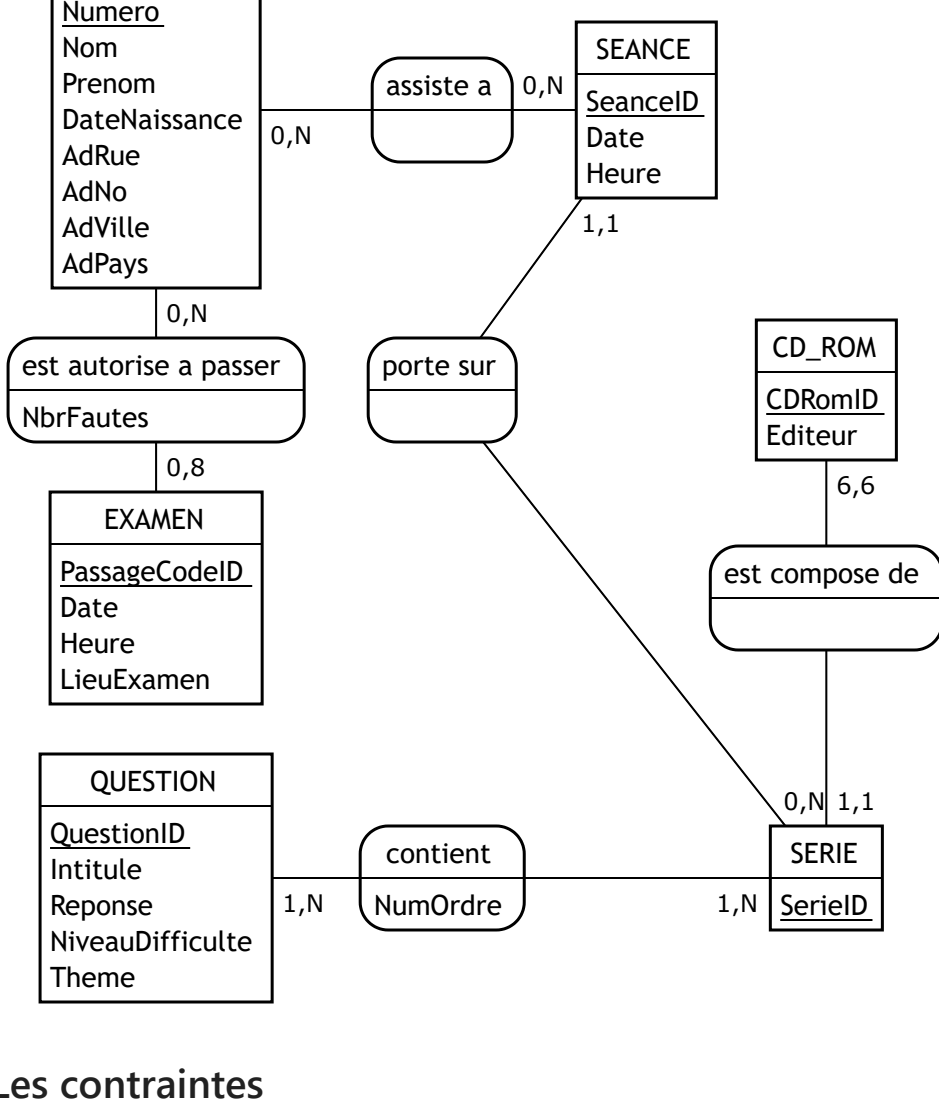 Numero
Nom
Prenom
DateNaissance
AdRue
AdNo
AdVille
AdPays
0,N
assiste a
0,N
SEANCE
SeanceID
Date
Heure
1,1
0,N
est autorise a passer
NbrFautes
0,8
porte sur
CD_ROM
CDRomID
Editeur
6,6
est compose de
EXAMEN
PassageCodeID
Date
Heure
LieuExamen
0,N
1,1
QUESTION
QuestionID
Intitule
Reponse
NiveauDifficulte
Theme
1,N
contient
NumOrdre
1,N
SERIE
SerieID
Les contraintes